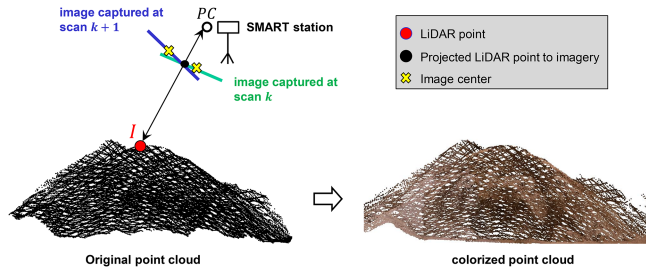 image captured at
scan k + 1
PC
SMART station
image captured at
scan k
I
LiDAR point
Projected LiDAR point to imagery
Image center
Original point cloud
colorized point cloud